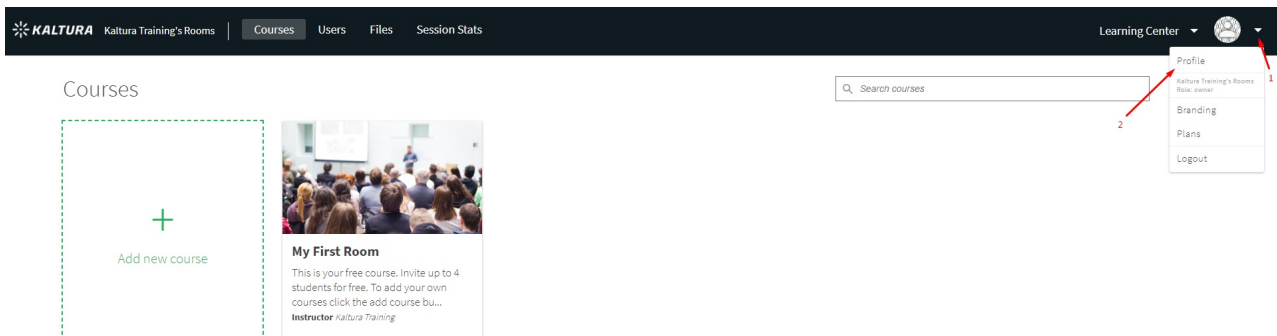 KALTURA Kaltura Training's Rooms Courses Users Files Session Stats Learning Center
Profile
1
Kaltura Training's Rooms
Role: owner
Courses
Search courses
2
Branding
Plans
Logout
+
Add new course
My First Room
This is your free course. Invite up to 4
students for free. To add your own
courses click the add course bu...
Instructor Kaltura Training